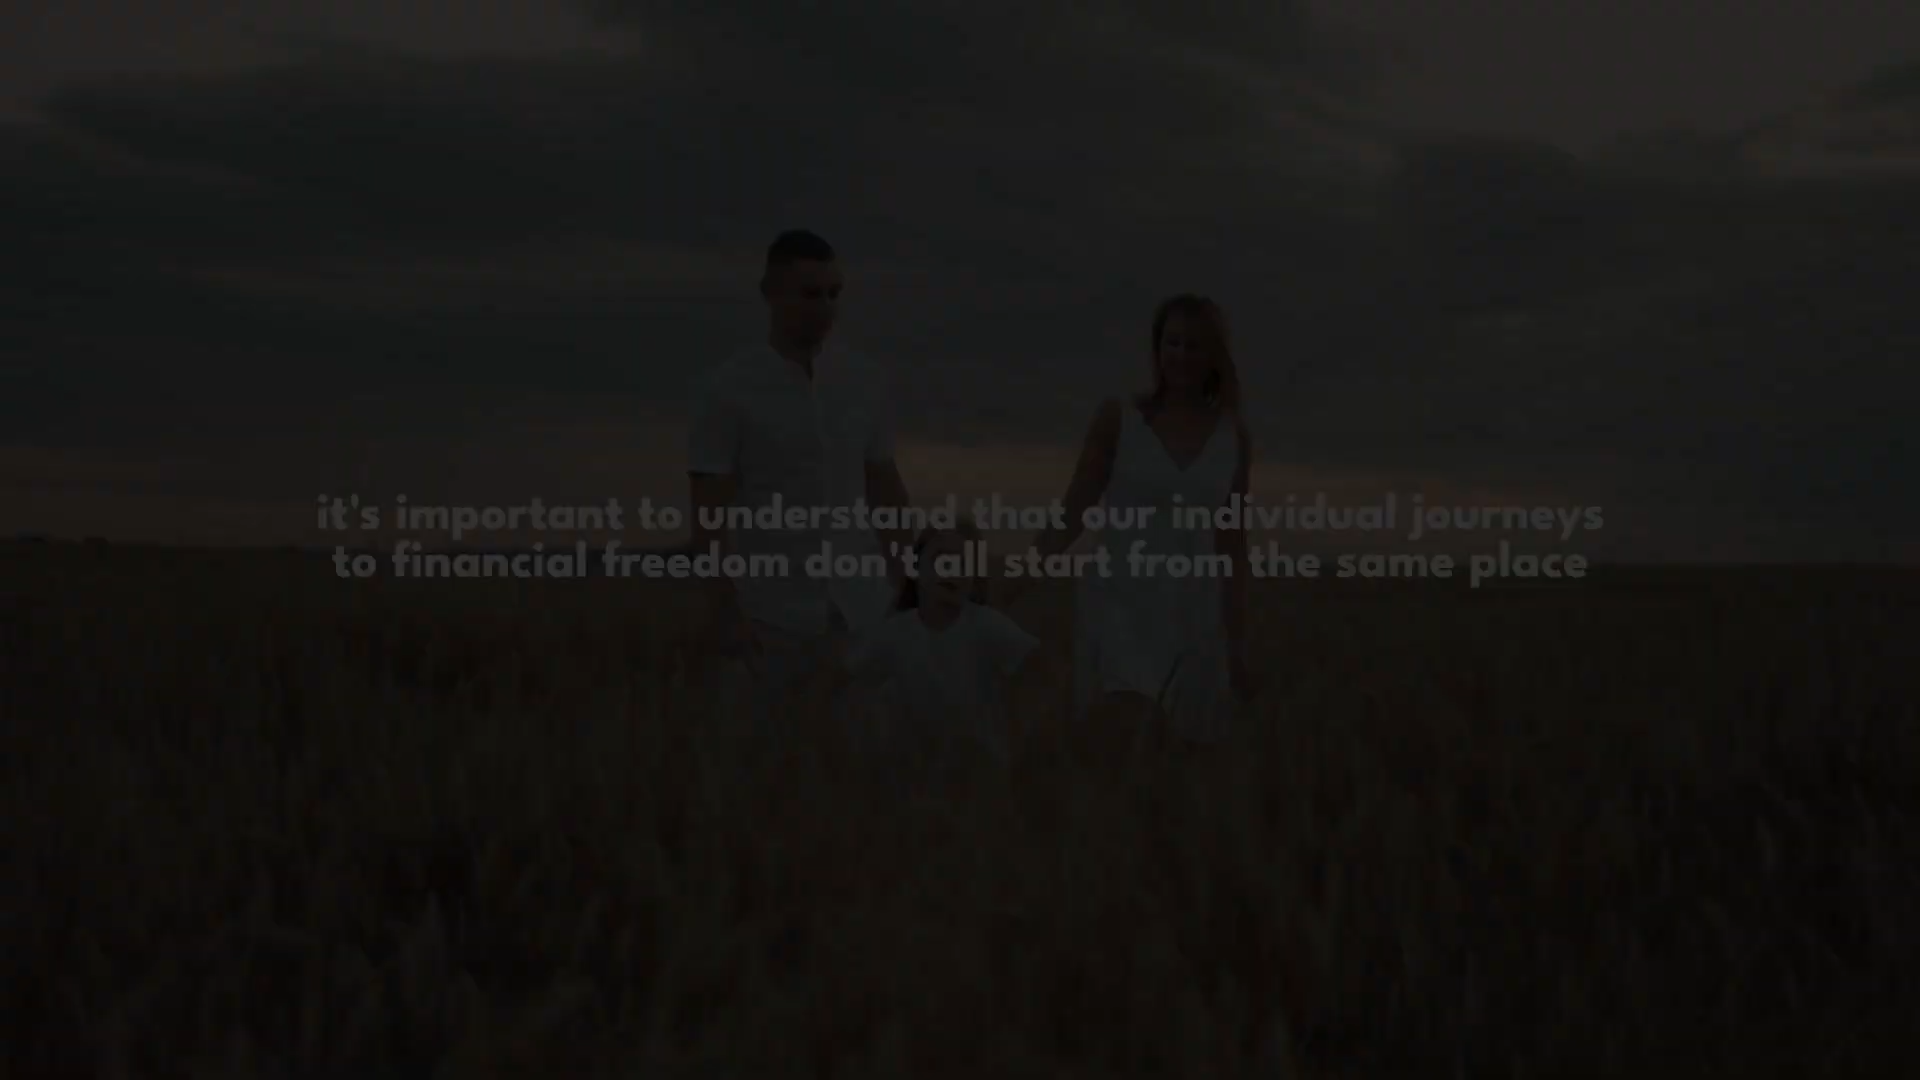 it's important to understand that our individual journeys
to financial freedom don't all start from the same place